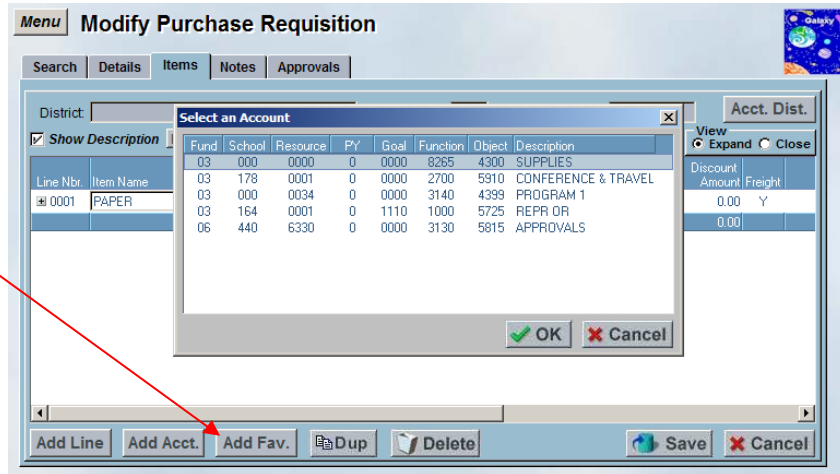 Menu Modify Purchase Requisition
Galaxy
Search Details Items Notes Approvals
District: Acct. Dist.
Select an Account
Show Description View
Expand Close
Fund School Resource PY Goal Function Object Description
03 000 0000 0 0000 8265 4300 SUPPLIES
03 178 0001 0 0000 2700 5910 CONFERENCE & TRAVEL
03 000 0034 0 0000 3140 4399 PROGRAM 1
03 164 0001 0 1110 1000 5725 REPR OR
06 440 6330 0 0000 3130 5815 APPROVALS
Line Nbr. Item Name Discount Amount Freight
0001 PAPER 0.00 Y
0.00
OK Cancel
Add Line Add Acct. Add Fav. Dup Delete Save Cancel